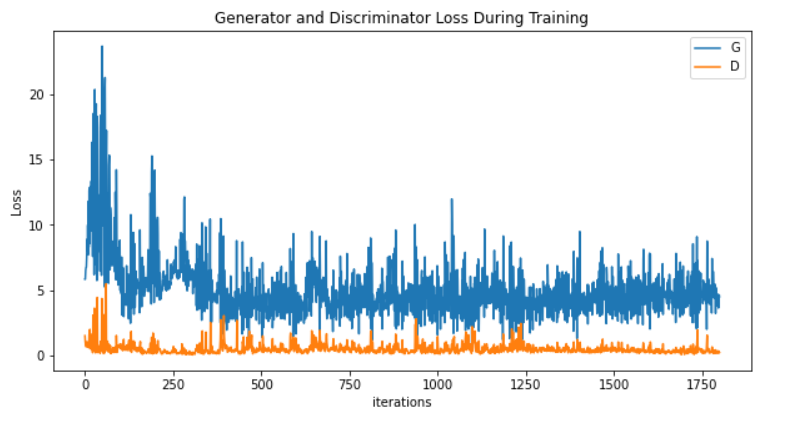 Generator and Discriminator Loss During Training
G
D
Loss
20
15
10
5
0
0 250 500 750 1000 1250 1500 1750
iterations